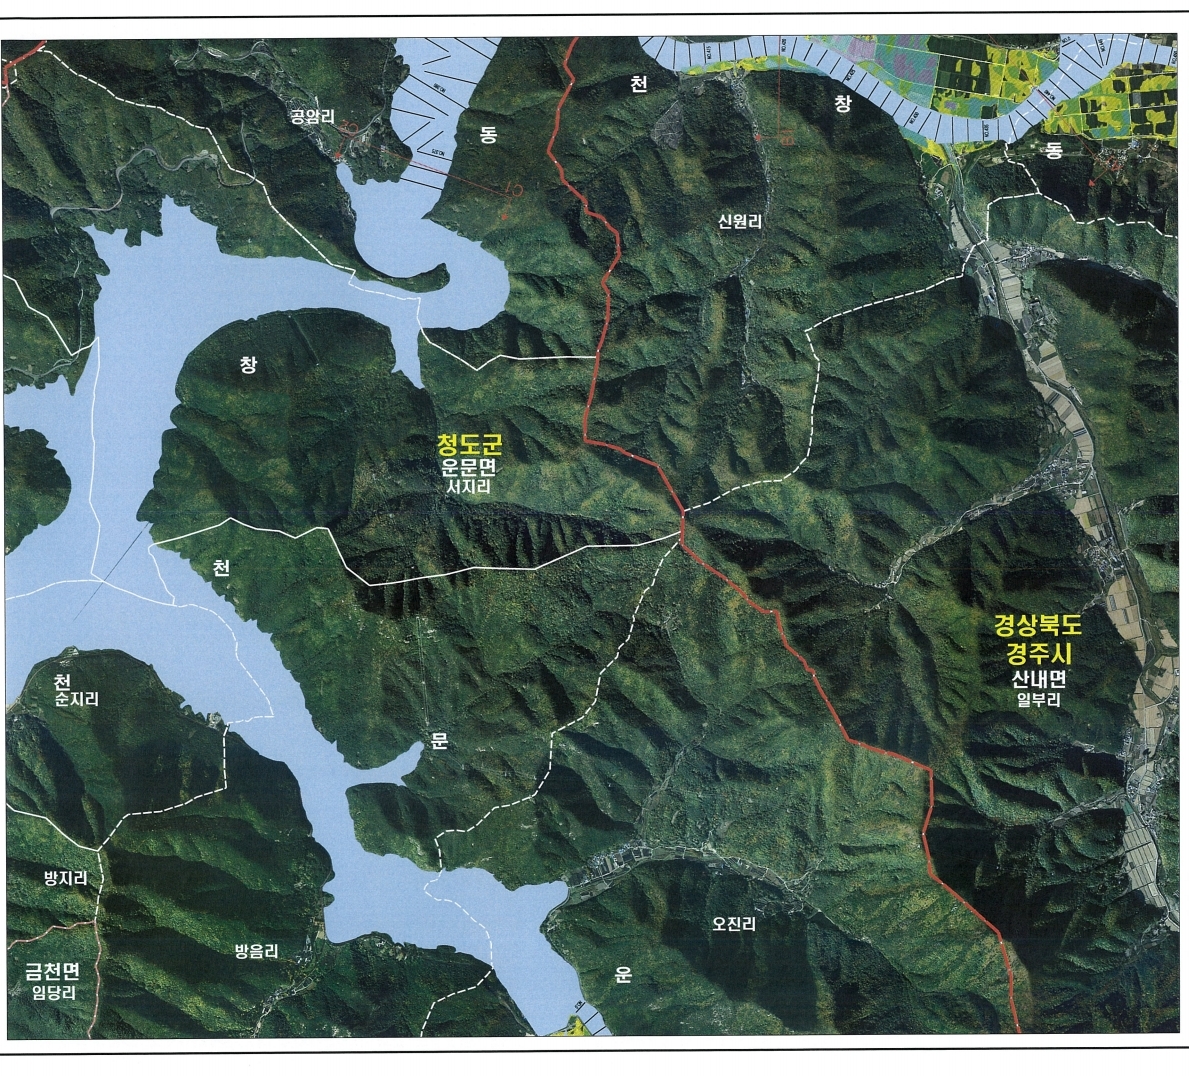 천
창
공암리
동
동
신원리
창
청도군
운문면
서지리
천
경상북도
경주시
산내면
일부리
천
순지리
문
방지리
오진리
방음리
금천면
임당리
운